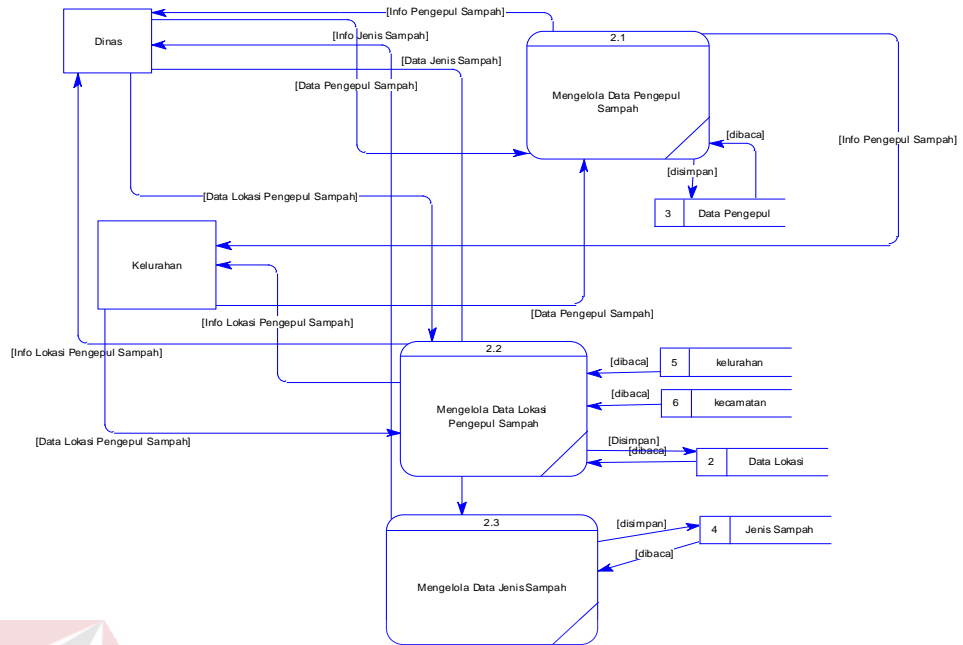 [Info Pengepul Sampah]
Dinas
[Info Jenis Sampah]
2.1
[Data Jenis Sampah]
[Data Pengepul Sampah]
Mengelola Data Pengepul
Sampah
[dibaca]
[Info Pengepul Sampah]
[disimpan]
[Data Lokasi Pengepul Sampah]
3
Data Pengepul
Kelurahan
[Data Pengepul Sampah]
[Info Lokasi Pengepul Sampah]
[Info Lokasi Pengepul Sampah]
2.2
[dibaca]
5
kelurahan
[dibaca]
6
kecamatan
Mengelola Data Lokasi
Pengepul Sampah
[Data Lokasi Pengepul Sampah]
[Disimpan]
[dibaca]
2
Data Lokasi
2.3
[disimpan]
4
Jenis Sampah
[dibaca]
Mengelola Data Jenis Sampah